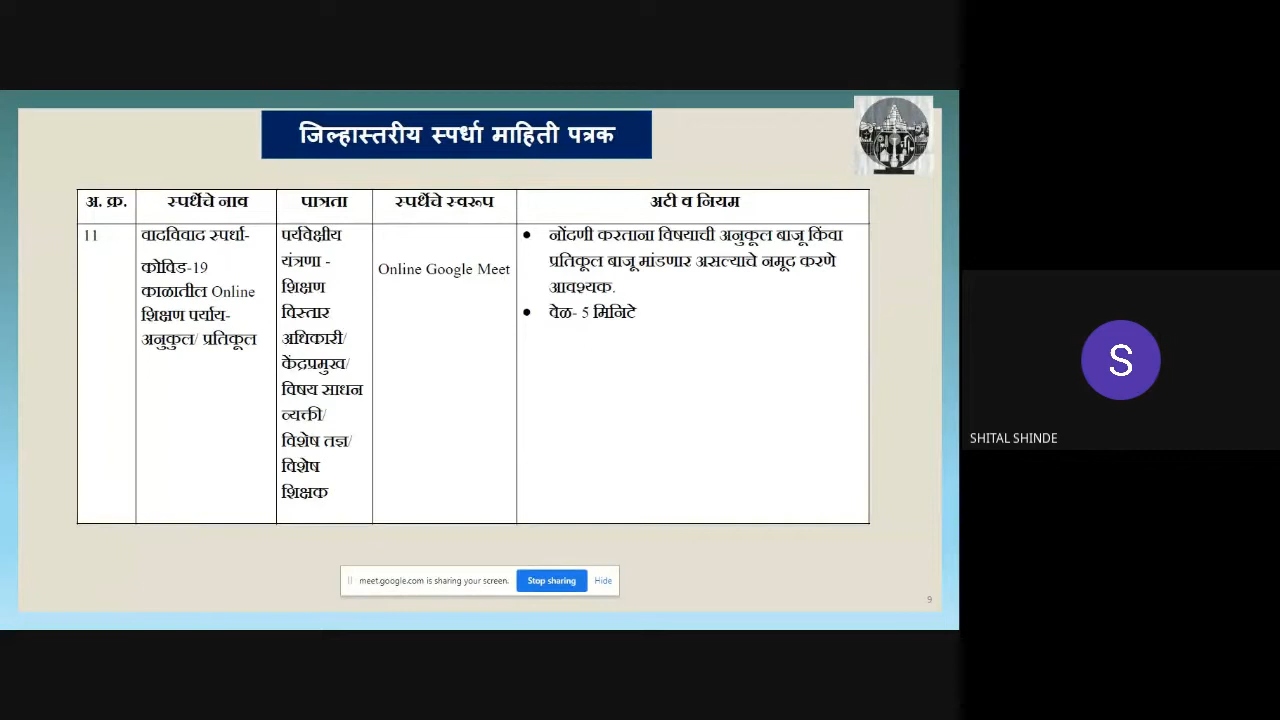 जिल्हास्तरीय स्पर्धा माहिती पत्रक
अ. क्र. स्पर्धेचे नाव पात्रता स्पर्धेचे स्वरूप अटी व नियम
11
वादविवाद स्पर्धा-
कोविड-19
काळातील Online
शिक्षण पर्याय-
अनुकुल/ प्रतिकूल
पर्यवेक्षीय
यंत्रणा -
शिक्षण
विस्तार
अधिकारी/
केंद्रप्रमुख/
विषय साधन
व्यक्ती/
विशेष तज्ञ/
विशेष
शिक्षक
Online Google Meet
• नोंदणी करताना विषयाची अनुकूल बाजू किंवा
प्रतिकूल बाजू मांडणार असल्याचे नमूद करणे
आवश्यक.
• वेळ- 5 मिनिटे
meet.google.com is sharing your screen. Stop sharing Hide
9
S
SHITAL SHINDE